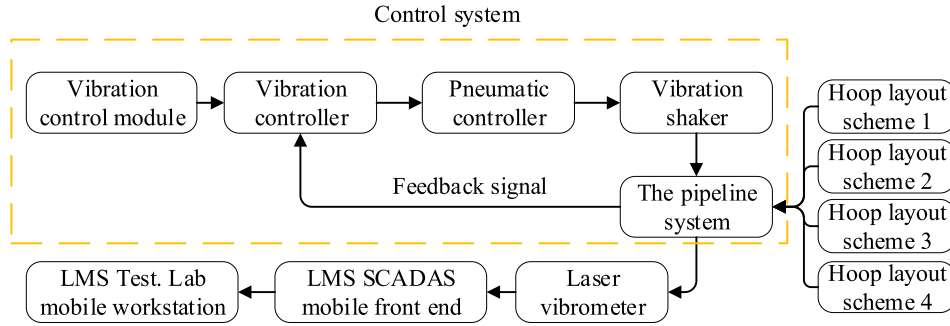 Control system
Vibration
control module
Vibration
controller
Pneumatic
controller
Vibration
shaker
Hoop layout
scheme 1
Hoop layout
scheme 2
Feedback signal
The pipeline
system
Hoop layout
scheme 3
LMS Test. Lab
mobile workstation
LMS SCADAS
mobile front end
Laser
vibrometer
Hoop layout
scheme 4